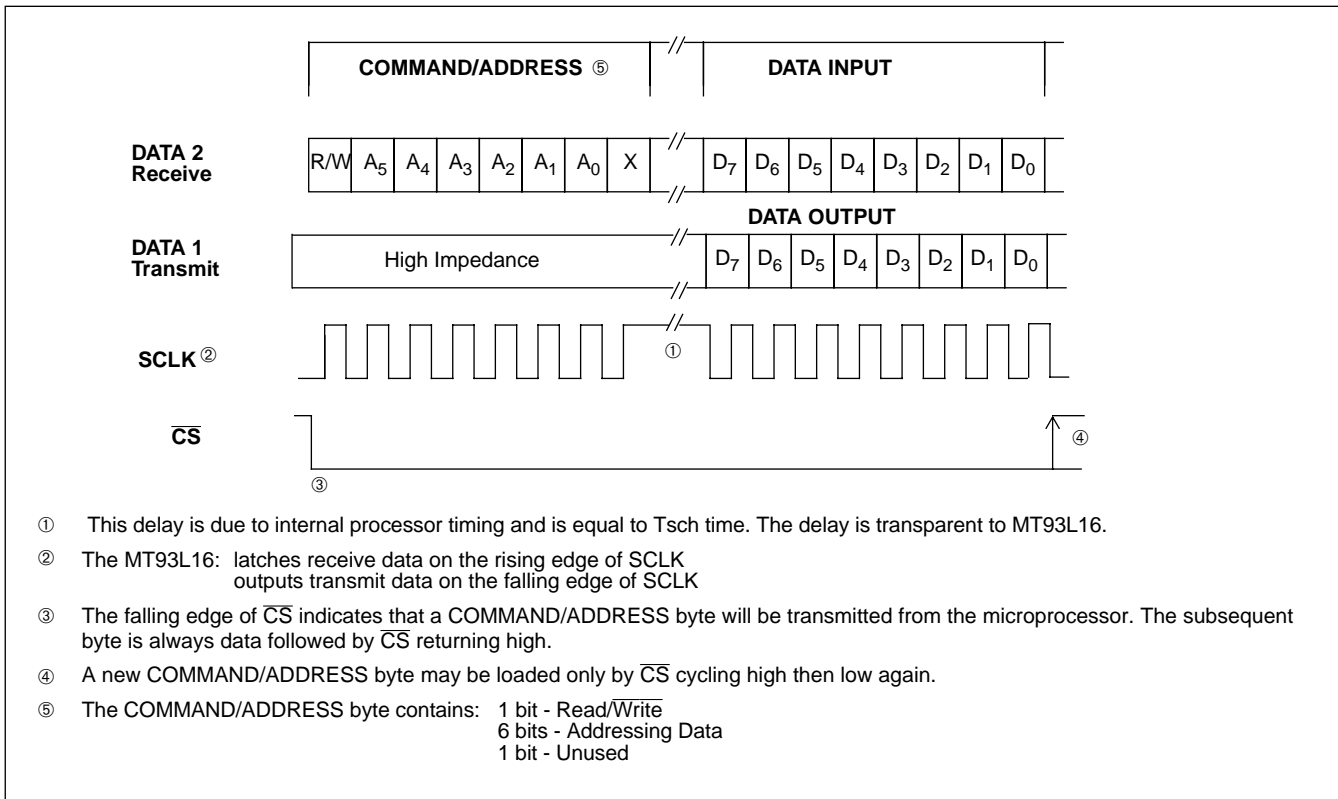 COMMAND/ADDRESS ⑤ // DATA INPUT
DATA 2
Receive
R/W A5 A4 A3 A2 A1 A0 X // D7 D6 D5 D4 D3 D2 D1 D0
//
DATA OUTPUT
DATA 1
Transmit
High Impedance // D7 D6 D5 D4 D3 D2 D1 D0
//
SCLK ② // ①
CS
③
④
① This delay is due to internal processor timing and is equal to Tsch time. The delay is transparent to MT93L16.
② The MT93L16: latches receive data on the rising edge of SCLK
outputs transmit data on the falling edge of SCLK
③ The falling edge of CS indicates that a COMMAND/ADDRESS byte will be transmitted from the microprocessor. The subsequent
byte is always data followed by CS returning high.
④ A new COMMAND/ADDRESS byte may be loaded only by CS cycling high then low again.
⑤ The COMMAND/ADDRESS byte contains: 1 bit - Read/Write
6 bits - Addressing Data
1 bit - Unused